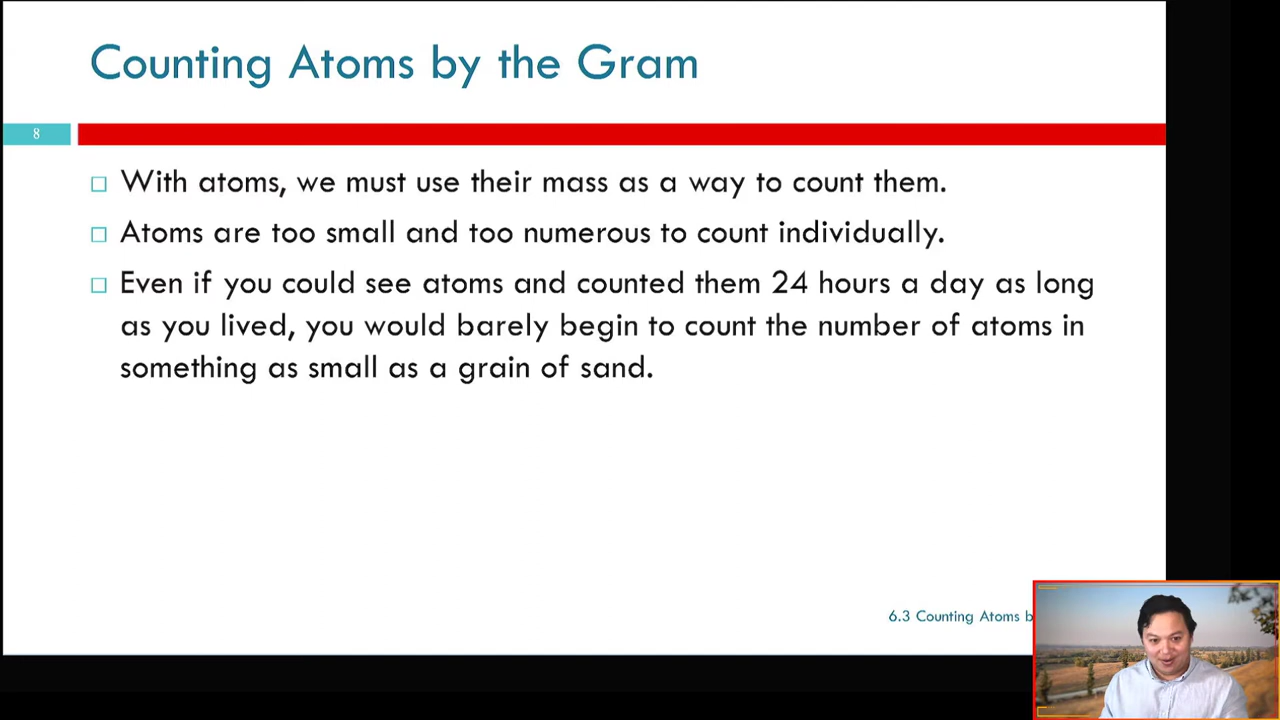 Counting Atoms by the Gram
8
With atoms, we must use their mass as a way to count them.
Atoms are too small and too numerous to count individually.
Even if you could see atoms and counted them 24 hours a day as long
as you lived, you would barely begin to count the number of atoms in
something as small as a grain of sand.
6.3 Counting Atoms b